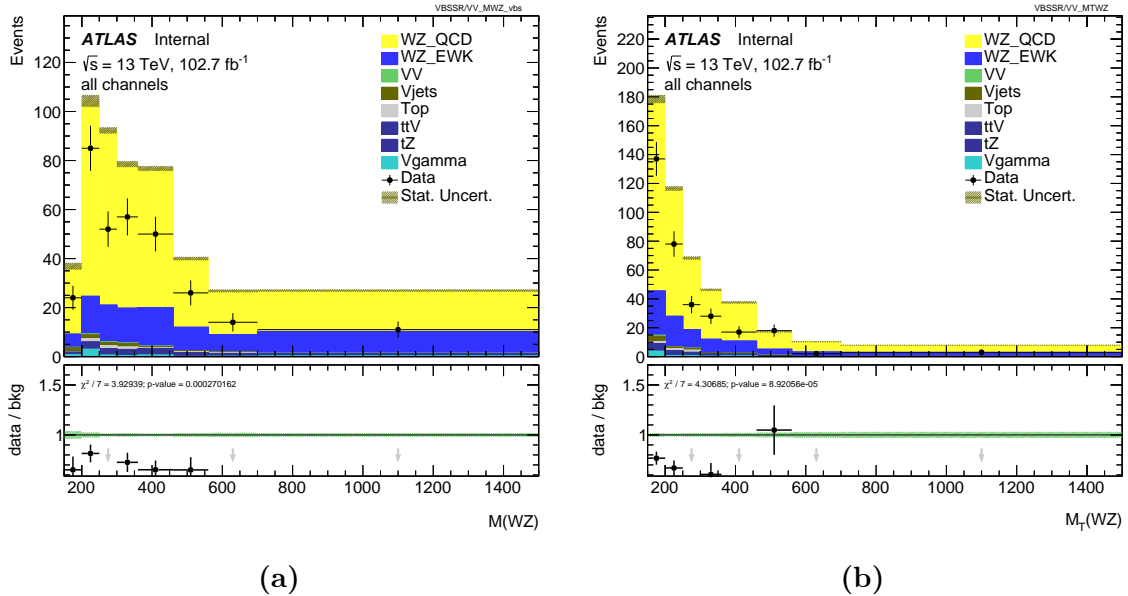 VBSSR/VV_MWZ_vbs
Events
ATLAS Internal
√s = 13 TeV, 102.7 fb⁻¹
all channels
WZ_QCD
WZ_EWK
VV
Vjets
Top
ttV
tZ
Vgamma
Data
Stat. Uncert.
120
100
80
60
40
20
0
data / bkg
χ² / 7 = 3.92939; p-value = 0.000270162
1.5
1
200 400 600 800 1000 1200 1400
M(WZ)
(a)
VBSSR/VV_MTWZ
Events
ATLAS Internal
√s = 13 TeV, 102.7 fb⁻¹
all channels
WZ_QCD
WZ_EWK
VV
Vjets
Top
ttV
tZ
Vgamma
Data
Stat. Uncert.
220
200
180
160
140
120
100
80
60
40
20
0
data / bkg
χ² / 7 = 4.30685; p-value = 8.92056e-05
1.5
1
200 400 600 800 1000 1200 1400
M_T(WZ)
(b)